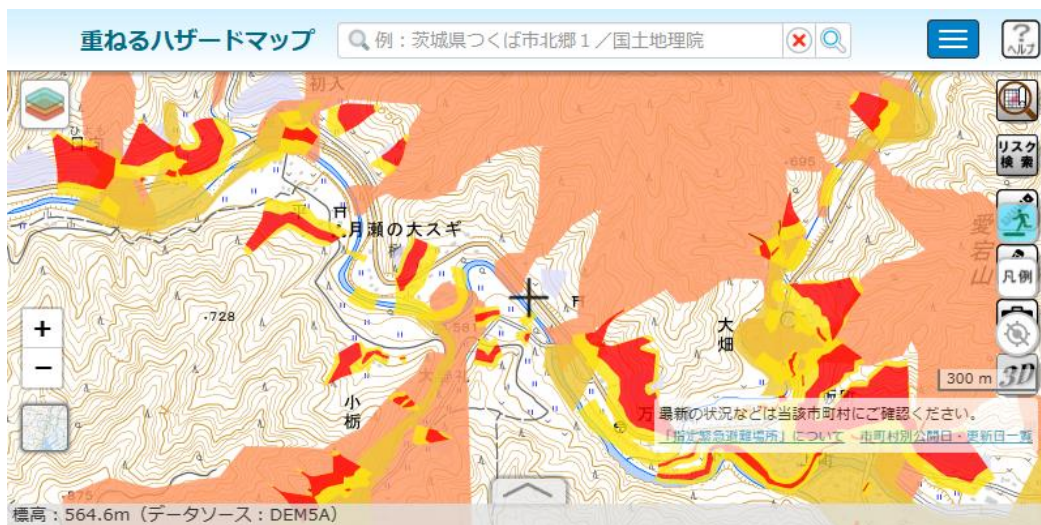 重ねるハザードマップ
例：茨城県つくば市北郷１／国土地理院
ヘルプ
初入
リスク
検索
·695
月瀬の大スギ
愛宕山
凡例
+
·728
−
581
大畑
300 m
3D
小栃
最新の状況などは当該市町村にご確認ください。
「指定緊急避難場所」について
市町村別公開日・更新日一覧
·875
標高：564.6m（データソース：DEM5A）